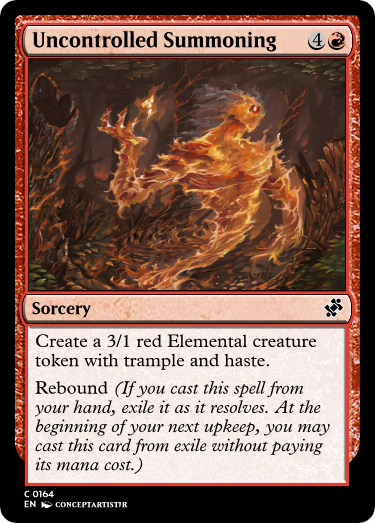 Uncontrolled Summoning 4
Sorcery
Create a 3/1 red Elemental creature
token with trample and haste.
Rebound (If you cast this spell from
your hand, exile it as it resolves. At the
beginning of your next upkeep, you may
cast this card from exile without paying
its mana cost.)
C 0164
EN CONCEPTARTIST1R